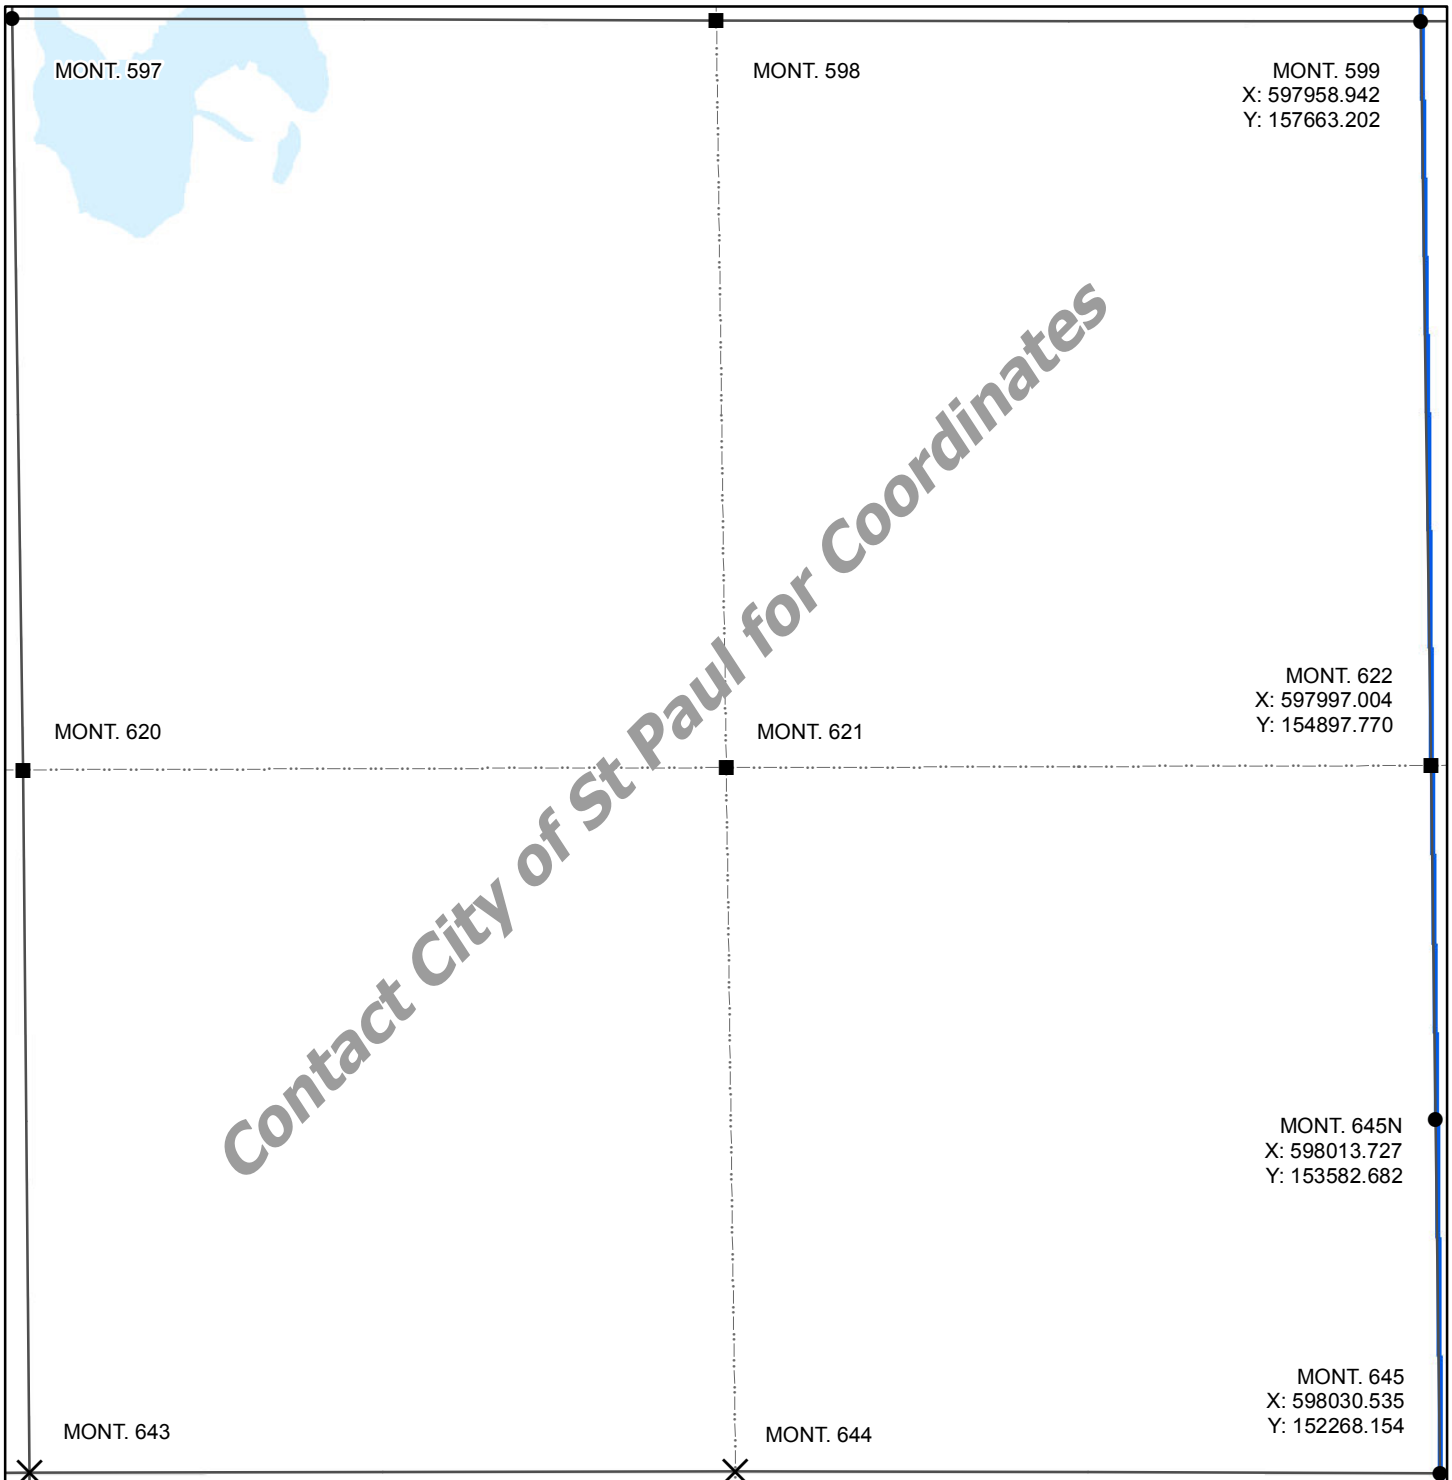 MONT. 597
MONT. 598
MONT. 599
X: 597958.942
Y: 157663.202
Contact City of St Paul for Coordinates
MONT. 620
MONT. 621
MONT. 622
X: 597997.004
Y: 154897.770
MONT. 645N
X: 598013.727
Y: 153582.682
MONT. 643
MONT. 644
MONT. 645
X: 598030.535
Y: 152268.154